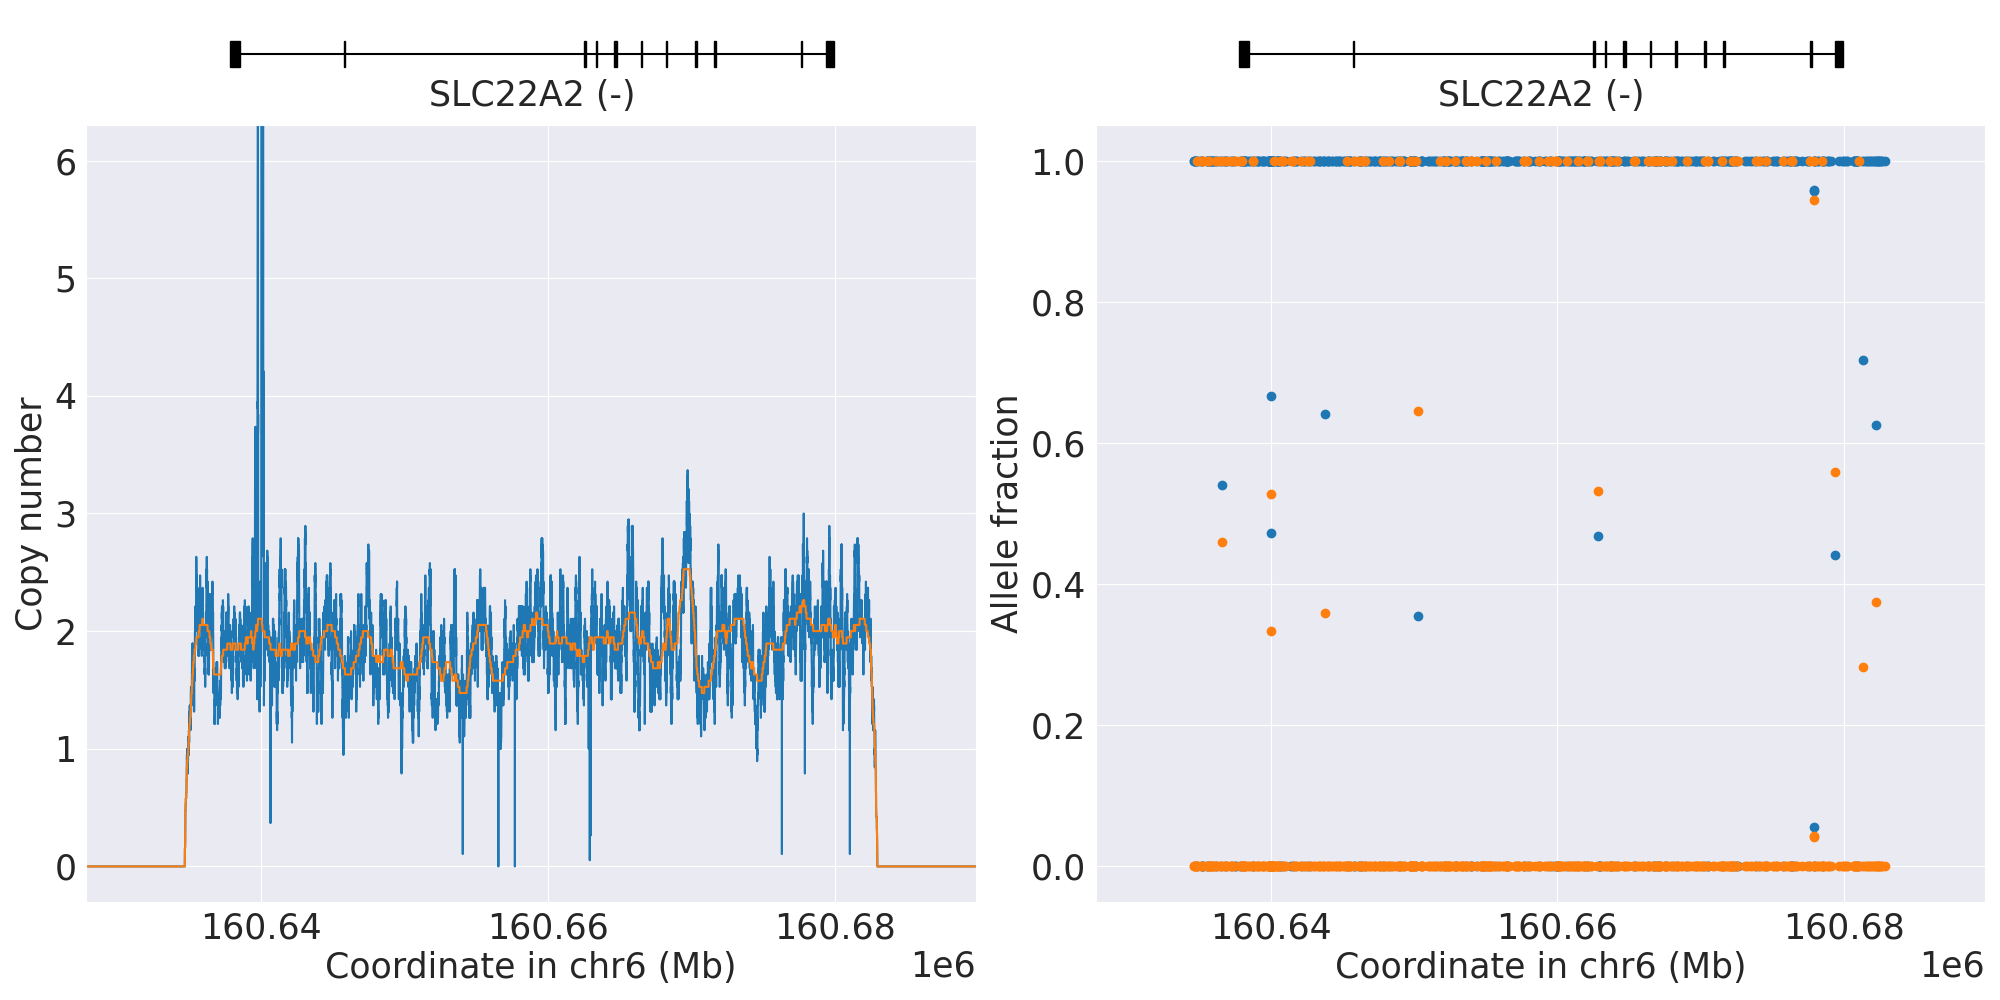 SLC22A2 (-)
6
5
4
3
2
1
0
Copy number
160.64
160.66
160.68
Coordinate in chr6 (Mb)
1e6
SLC22A2 (-)
1.0
0.8
0.6
0.4
0.2
0.0
Allele fraction
160.64
160.66
160.68
Coordinate in chr6 (Mb)
1e6